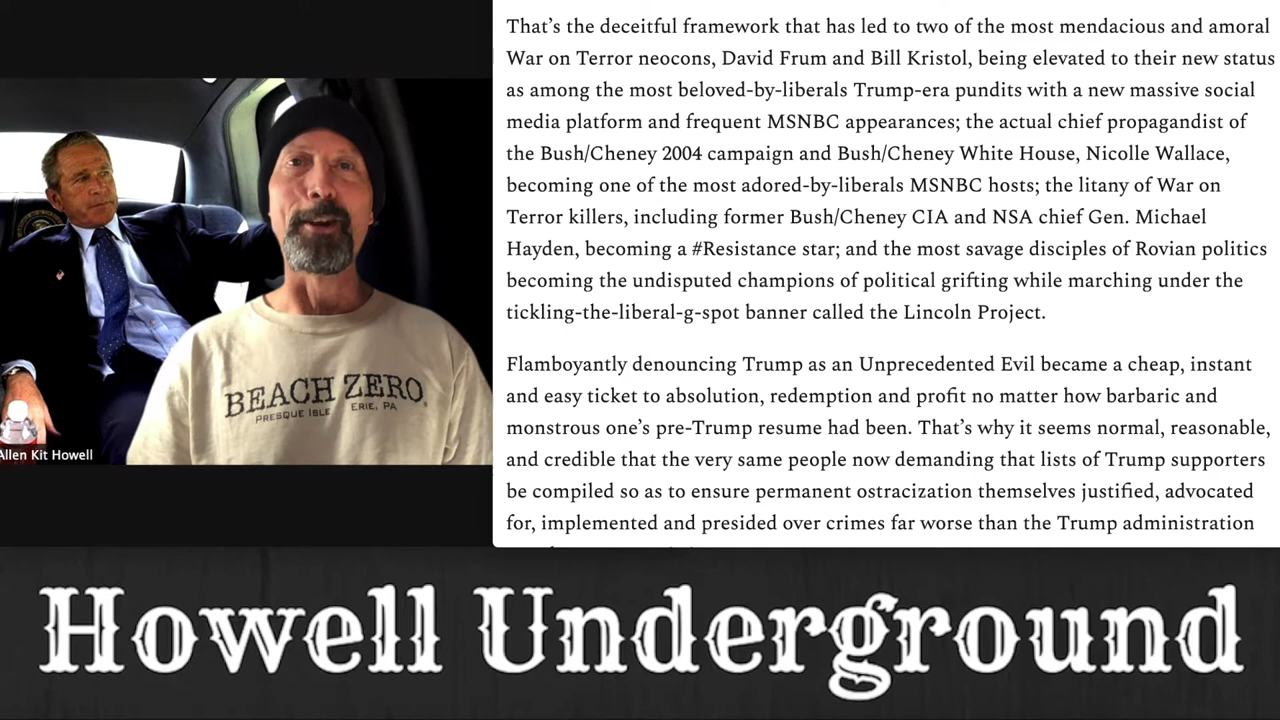 That’s the deceitful framework that has led to two of the most mendacious and amoral
War on Terror neocons, David Frum and Bill Kristol, being elevated to their new status
as among the most beloved-by-liberals Trump-era pundits with a new massive social
media platform and frequent MSNBC appearances; the actual chief propagandist of
the Bush/Cheney 2004 campaign and Bush/Cheney White House, Nicolle Wallace,
becoming one of the most adored-by-liberals MSNBC hosts; the litany of War on
Terror killers, including former Bush/Cheney CIA and NSA chief Gen. Michael
Hayden, becoming a #Resistance star; and the most savage disciples of Rovian politics
becoming the undisputed champions of political grifting while marching under the
tickling-the-liberal-g-spot banner called the Lincoln Project.
Flamboyantly denouncing Trump as an Unprecedented Evil became a cheap, instant
and easy ticket to absolution, redemption and profit no matter how barbaric and
monstrous one’s pre-Trump resume had been. That’s why it seems normal, reasonable,
and credible that the very same people now demanding that lists of Trump supporters
be compiled so as to ensure permanent ostracization themselves justified, advocated
for, implemented and presided over crimes far worse than the Trump administration
BEACH ZERO
PRESQUE ISLE ERIE, PA
Allen Kit Howell
Howell Underground